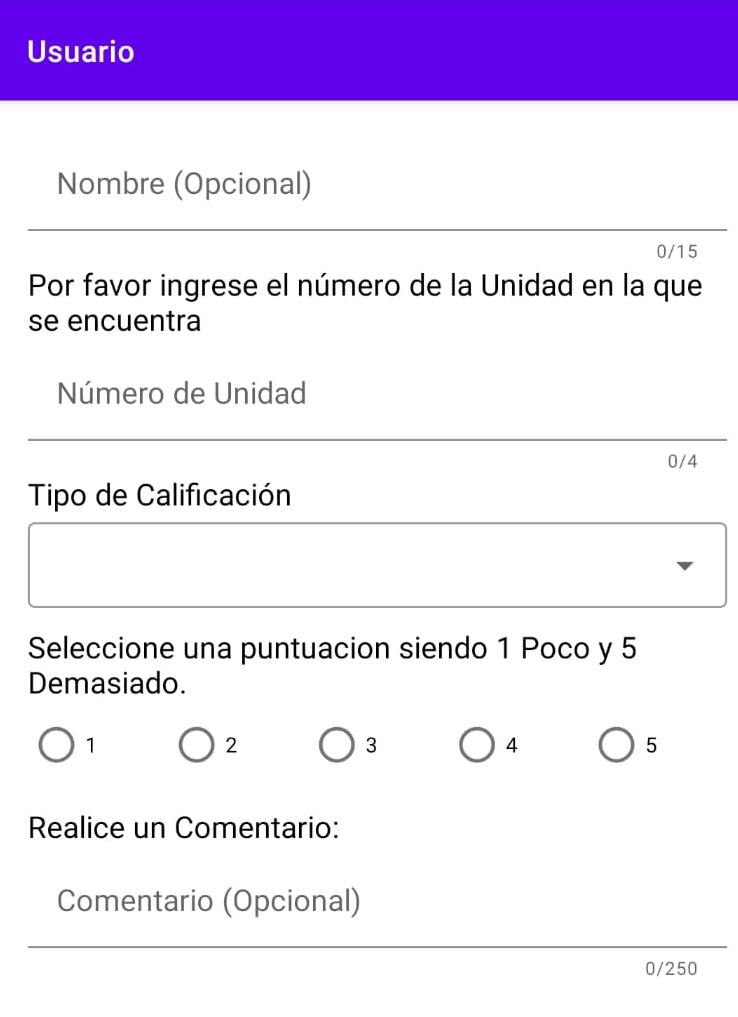 Usuario
Nombre (Opcional)
0/15
Por favor ingrese el número de la Unidad en la que
se encuentra
Número de Unidad
0/4
Tipo de Calificación
Seleccione una puntuacion siendo 1 Poco y 5
Demasiado.
1 2 3 4 5
Realice un Comentario:
Comentario (Opcional)
0/250